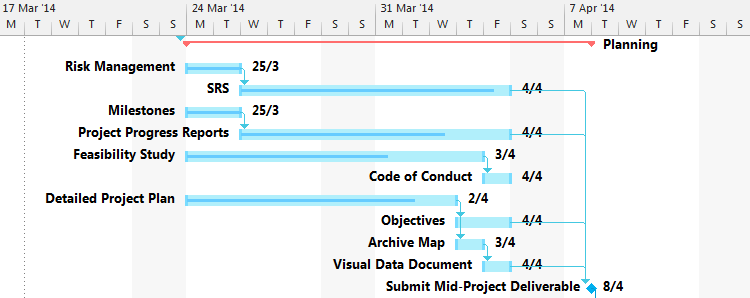 17 Mar '14 24 Mar '14 31 Mar '14 7 Apr '14
M T W T F S S M T W T F S S M T W T F S S M T W T F S S
Planning
Risk Management 25/3
SRS 4/4
Milestones 25/3
Project Progress Reports 4/4
Feasibility Study 3/4
Code of Conduct 4/4
Detailed Project Plan 2/4
Objectives 4/4
Archive Map 3/4
Visual Data Document 4/4
Submit Mid-Project Deliverable 8/4